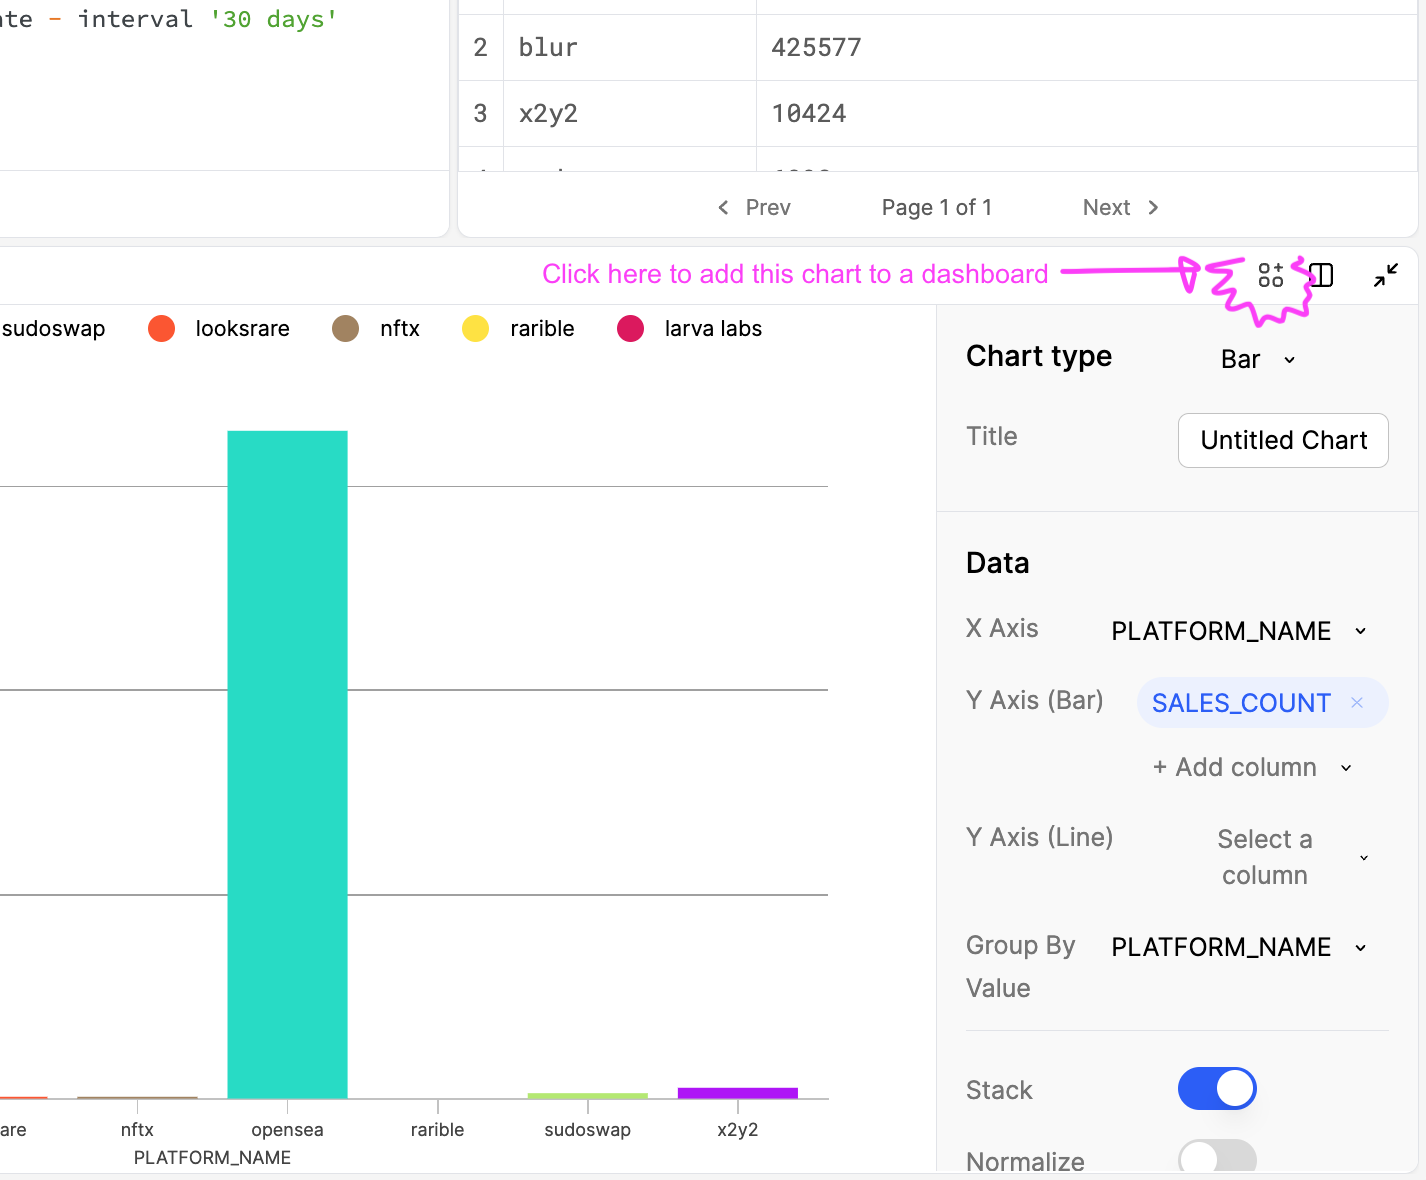 - interval '30 days'
2 blur 425577
3 x2y2 10424
Prev Page 1 of 1 Next
Click here to add this chart to a dashboard
sudoswap looksrare nftx rarible larva labs
Chart type Bar
Title Untitled Chart
Data
X Axis PLATFORM_NAME
Y Axis (Bar) SALES_COUNT ×
+ Add column
Y Axis (Line) Select a
column
Group By PLATFORM_NAME
Value
Stack
Normalize
are nftx opensea rarible sudoswap x2y2
PLATFORM_NAME